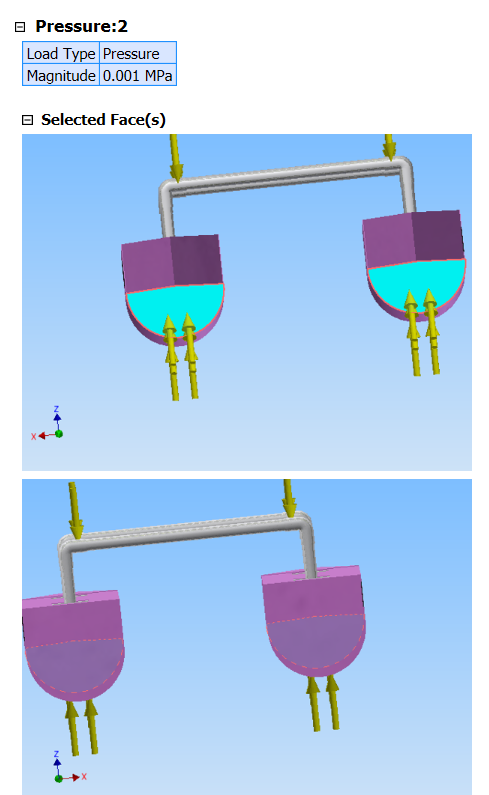 Pressure:2
Load Type Pressure
Magnitude 0.001 MPa
Selected Face(s)
Z
X
Z
X